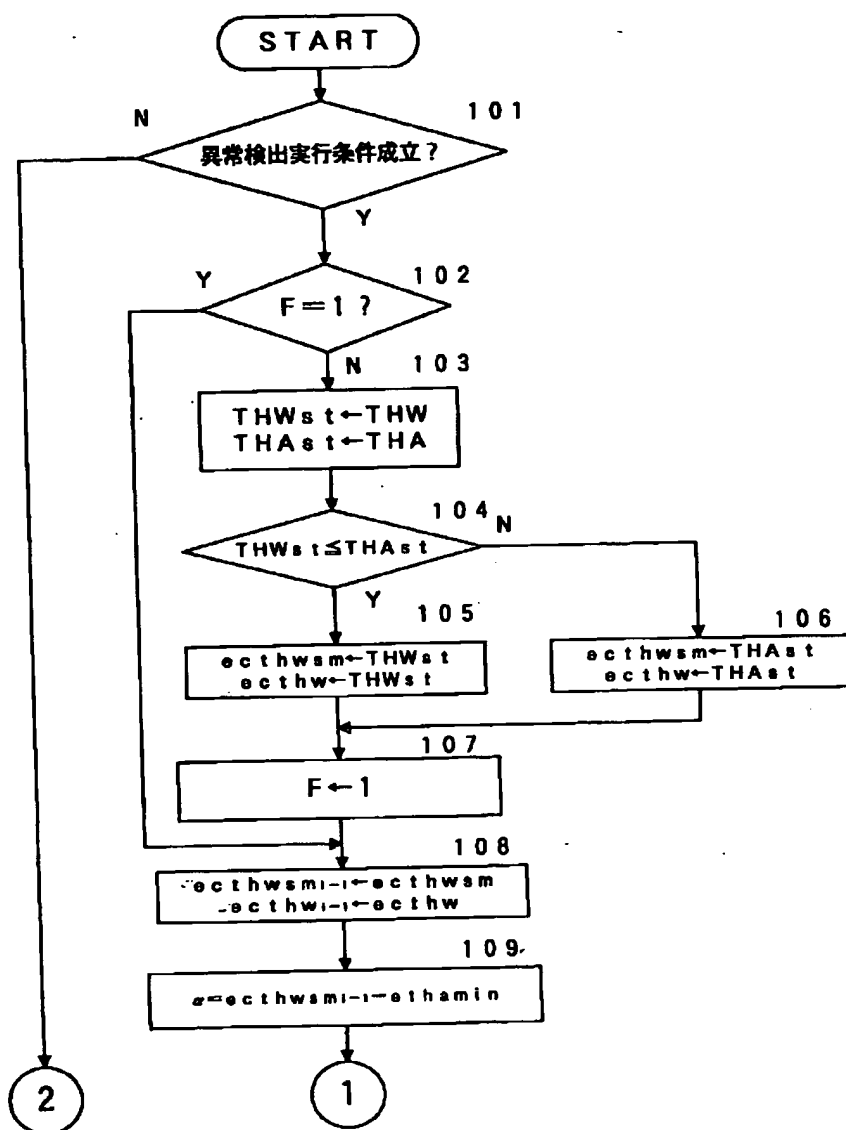 START
N
101
異常検出実行条件成立?
Y
Y
102
F=1?
N
103
THWst←THW
THAst←THA
104
N
THWst≦THAst
Y
105
106
ecthwsm←THWst
ecthw←THWst
ecthwsm←THAst
ecthw←THAst
107
F←1
108
ecthwsmi-1←ecthwsm
ecthwi-1←ecthw
109
α=ecthwsmi-1-ethamin
2
1